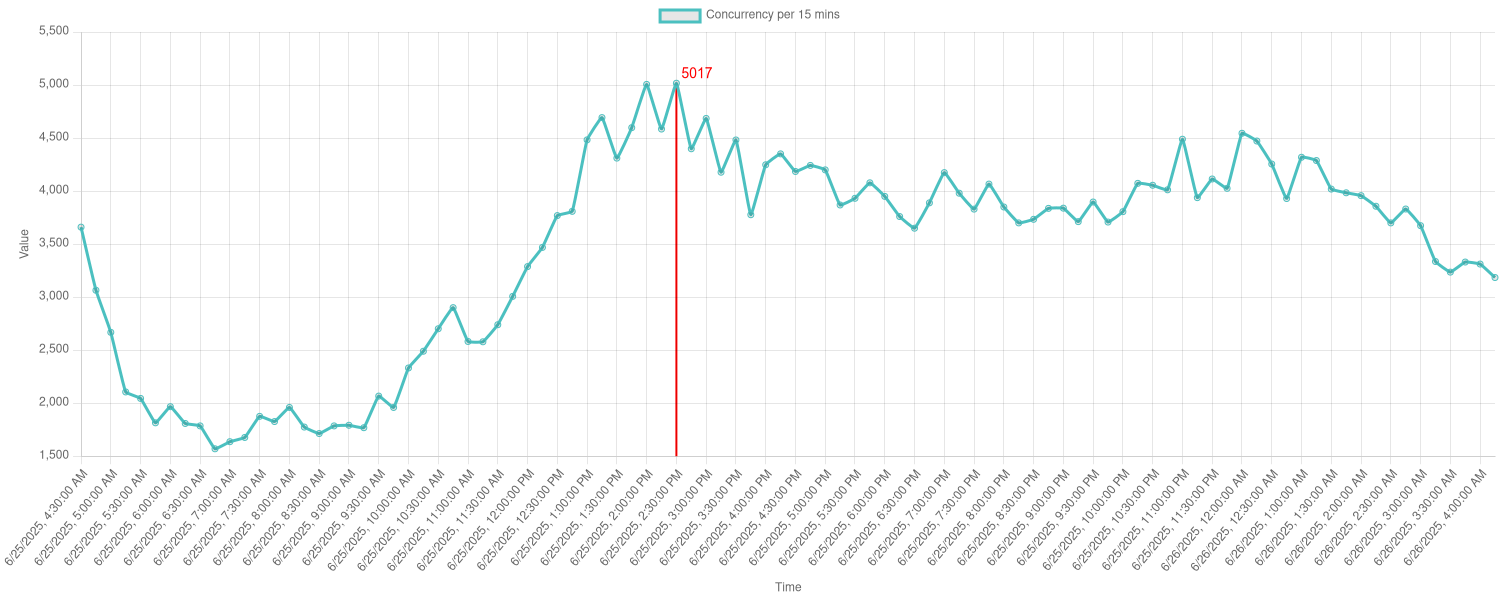 Concurrency per 15 mins
5,500
5,000
4,500
4,000
3,500
3,000
2,500
2,000
1,500
Value
5017
6/25/2025, 4:30:00 AM
6/25/2025, 5:00:00 AM
6/25/2025, 5:30:00 AM
6/25/2025, 6:00:00 AM
6/25/2025, 6:30:00 AM
6/25/2025, 7:00:00 AM
6/25/2025, 7:30:00 AM
6/25/2025, 8:00:00 AM
6/25/2025, 8:30:00 AM
6/25/2025, 9:00:00 AM
6/25/2025, 9:30:00 AM
6/25/2025, 10:00:00 AM
6/25/2025, 10:30:00 AM
6/25/2025, 11:00:00 AM
6/25/2025, 11:30:00 AM
6/25/2025, 12:00:00 PM
6/25/2025, 12:30:00 PM
6/25/2025, 1:00:00 PM
6/25/2025, 1:30:00 PM
6/25/2025, 2:00:00 PM
6/25/2025, 2:30:00 PM
6/25/2025, 3:00:00 PM
6/25/2025, 3:30:00 PM
6/25/2025, 4:00:00 PM
6/25/2025, 4:30:00 PM
6/25/2025, 5:00:00 PM
6/25/2025, 5:30:00 PM
6/25/2025, 6:00:00 PM
6/25/2025, 6:30:00 PM
6/25/2025, 7:00:00 PM
6/25/2025, 7:30:00 PM
6/25/2025, 8:00:00 PM
6/25/2025, 8:30:00 PM
6/25/2025, 9:00:00 PM
6/25/2025, 9:30:00 PM
6/25/2025, 10:00:00 PM
6/25/2025, 10:30:00 PM
6/25/2025, 11:00:00 PM
6/25/2025, 11:30:00 PM
6/26/2025, 12:00:00 AM
6/26/2025, 12:30:00 AM
6/26/2025, 1:00:00 AM
6/26/2025, 1:30:00 AM
6/26/2025, 2:00:00 AM
6/26/2025, 2:30:00 AM
6/26/2025, 3:00:00 AM
6/26/2025, 3:30:00 AM
6/26/2025, 4:00:00 AM
Time